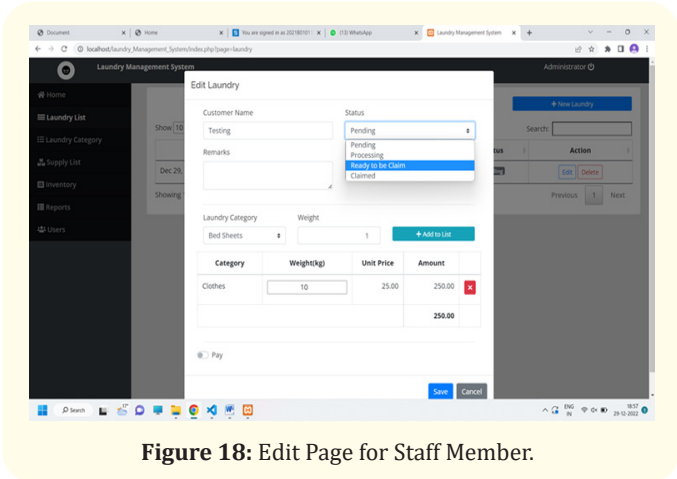 Document
Home
You are signed in as 20218010
(13) WhatsApp
Laundry Management System
localhost/laundry_Management_System/index.php?page=laundry
Laundry Management System
Administrator
Home
Laundry List
Laundry Category
Supply List
Inventory
Reports
Users
+ New Laundry
Show 10
Search:
tus
Action
Dec 29,
Edit Delete
Showing
Previous 1 Next
Edit Laundry
Customer Name
Status
Testing
Pending
Pending
Processing
Ready to be Claim
Claimed
Remarks
Laundry Category
Weight
Bed Sheets
1
+ Add to List
Category Weight(kg) Unit Price Amount
Clothes 10 25.00 250.00 x
250.00
Pay
Save Cancel
Search
17°
ENG
IN
18:57
29-12-2022
Figure 18: Edit Page for Staff Member.